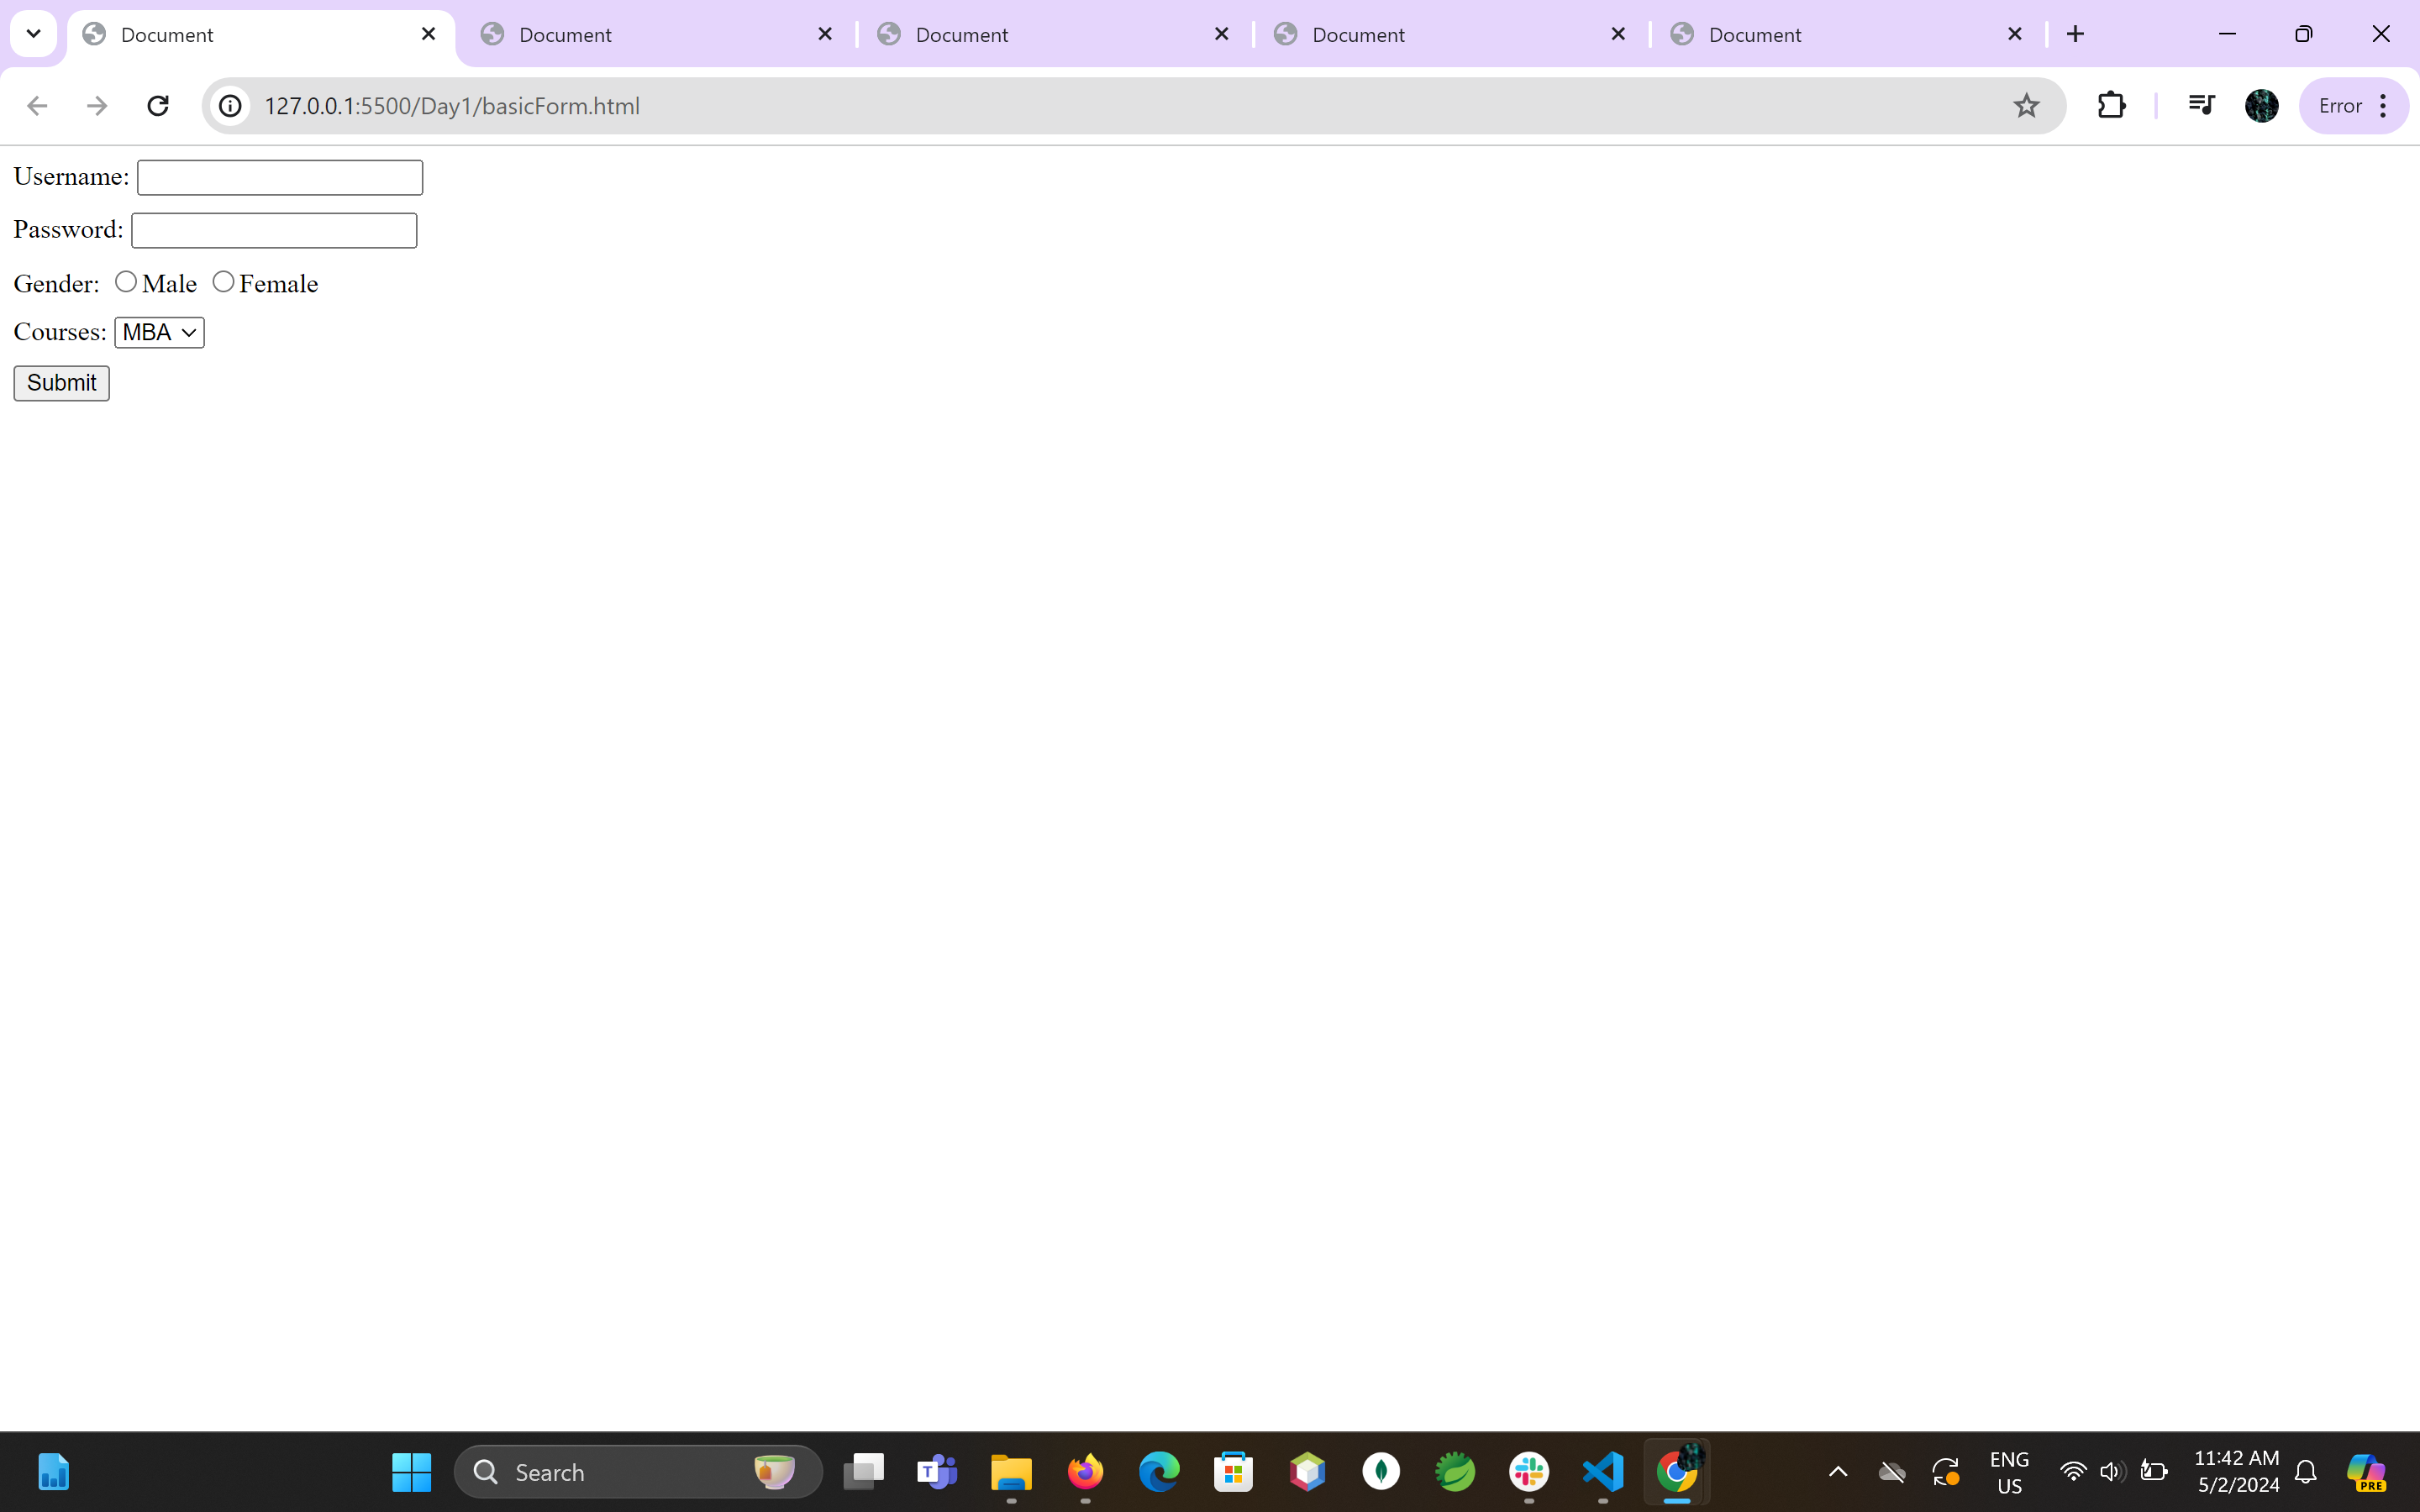 Document Document Document Document Document
127.0.0.1:5500/Day1/basicForm.html Error
Username:
Password:
Gender: Male Female
Courses: MBA
Submit
Search T ENG US 11:42 AM 5/2/2024 PRE